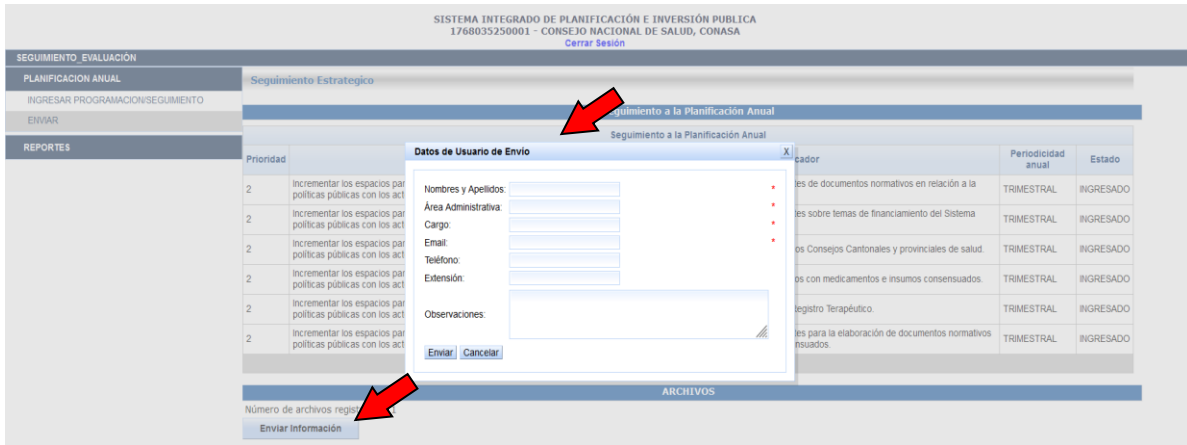 SISTEMA INTEGRADO DE PLANIFICACIÓN E INVERSIÓN PUBLICA
1768035250001 - CONSEJO NACIONAL DE SALUD, CONASA
Cerrar Sesión
SEGUIMIENTO_EVALUACIÓN
PLANIFICACION ANUAL
INGRESAR PROGRAMACION/SEGUIMIENTO
ENVIAR
REPORTES
Seguimiento Estrategico
eguimiento a la Planificación Anual
Seguimiento a la Planificación Anual
Prioridad
cador
Periodicidad anual
Estado
2
Incrementar los espacios par
políticas públicas con los act
tes de documentos normativos en relación a la
TRIMESTRAL
INGRESADO
2
Incrementar los espacios par
políticas públicas con los act
tes sobre temas de financiamiento del Sistema
TRIMESTRAL
INGRESADO
2
Incrementar los espacios par
políticas públicas con los act
os Consejos Cantonales y provinciales de salud.
TRIMESTRAL
INGRESADO
2
Incrementar los espacios par
políticas públicas con los act
os con medicamentos e insumos consensuados.
TRIMESTRAL
INGRESADO
2
Incrementar los espacios par
políticas públicas con los act
Registro Terapéutico.
TRIMESTRAL
INGRESADO
2
Incrementar los espacios par
políticas públicas con los act
tes para la elaboración de documentos normativos
nsuados.
TRIMESTRAL
INGRESADO
Datos de Usuario de Envío
X
Nombres y Apellidos: *
Área Administrativa: *
Cargo: *
Email: *
Teléfono:
Extensión:
Observaciones:
Enviar Cancelar
ARCHIVOS
Número de archivos regist 1
Enviar Información